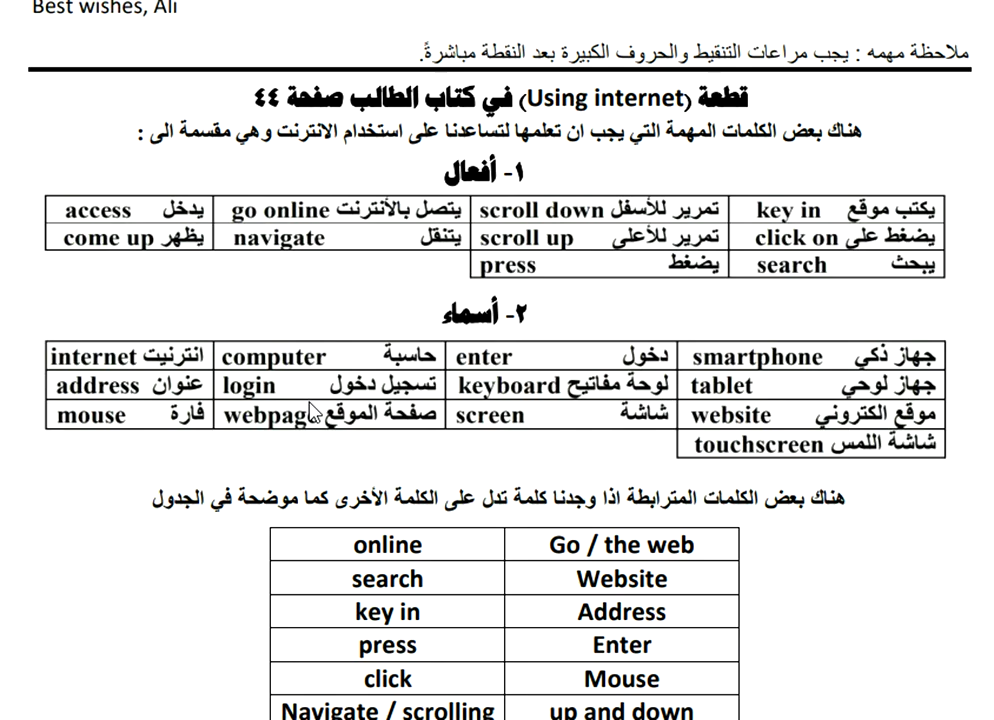 Best wishes, Ali
ملاحظة مهمه : يجب مراعات التنقيط والحروف الكبيرة بعد النقطة مباشرةً.
قطعة (Using internet) في كتاب الطالب صفحة ٤٤
هناك بعض الكلمات المهمة التي يجب ان تعلمها لتساعدنا على استخدام الانترنت وهي مقسمة الى :
١- أفعال
access يدخل go online يتصل بالأنترنت scroll down تمرير للأسفل key in يكتب موقع
come up يظهر navigate يتنقل scroll up تمرير للأعلى click on يضغط على
press يضغط search يبحث
٢- أسماء
internet انترنيت computer حاسبة enter دخول smartphone جهاز ذكي
address عنوان login تسجيل دخول keyboard لوحة مفاتيح tablet جهاز لوحي
mouse فارة webpage صفحة الموقع screen شاشة website موقع الكتروني
touchscreen شاشة اللمس
هناك بعض الكلمات المترابطة اذا وجدنا كلمة تدل على الكلمة الأخرى كما موضحة في الجدول
online Go / the web
search Website
key in Address
press Enter
click Mouse
Navigate / scrolling up and down